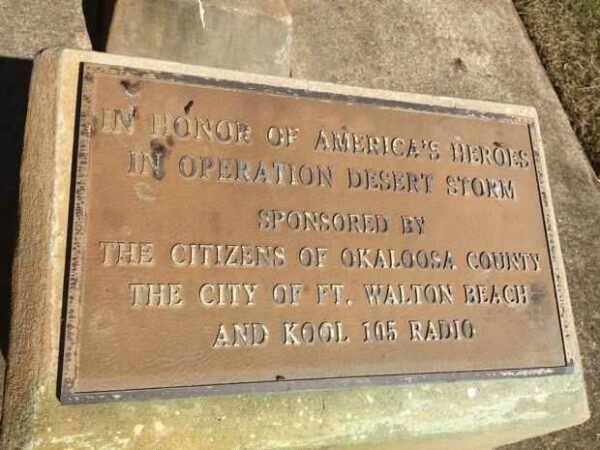 IN HONOR OF AMERICA'S HEROES
IN OPERATION DESERT STORM
SPONSORED BY
THE CITIZENS OF OKALOOSA COUNTY
THE CITY OF FT. WALTON BEACH
AND KOOL 105 RADIO